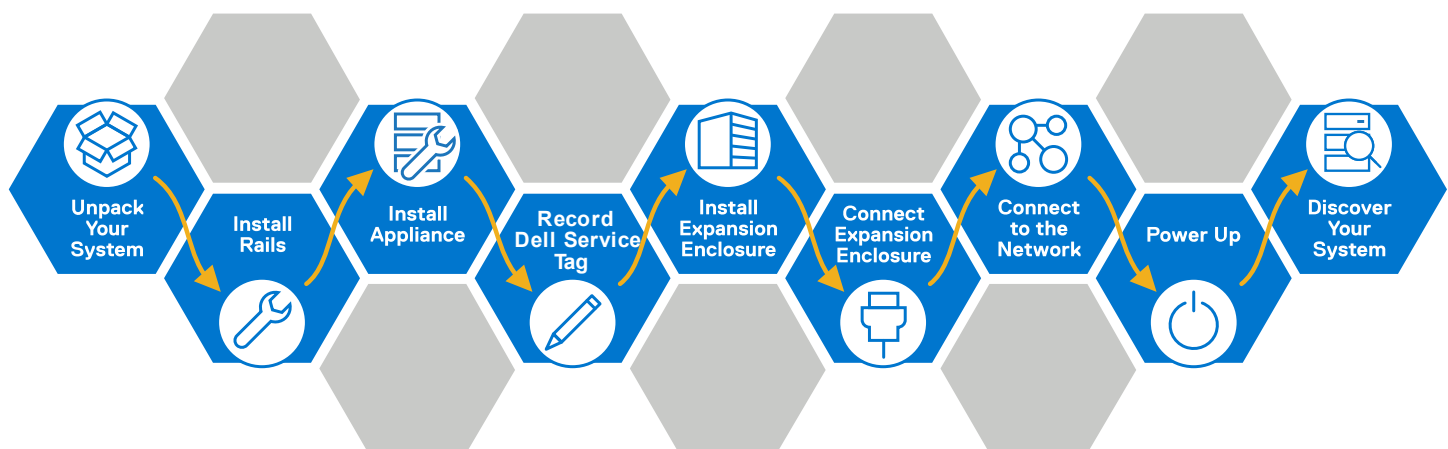 Unpack
Your
System
Install
Rails
Install
Appliance
Record
Dell Service
Tag
Install
Expansion
Enclosure
Connect
Expansion
Enclosure
Connect
to the
Network
Power Up
Discover
Your
System